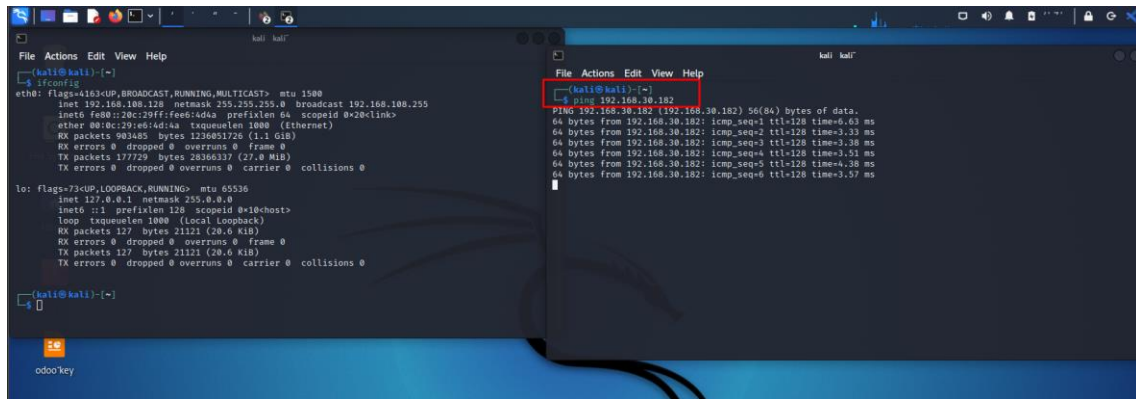 kali kali
File Actions Edit View Help
(kali㉿kali)-[~]
$ ifconfig
eth0: flags=4163<UP,BROADCAST,RUNNING,MULTICAST> mtu 1500
inet 192.168.108.128 netmask 255.255.255.0 broadcast 192.168.108.255
inet6 fe80::20c:29ff:fee6:4d4a prefixlen 64 scopeid 0×20<link>
ether 00:0c:29:e6:4d:4a txqueuelen 1000 (Ethernet)
RX packets 903485 bytes 1236051726 (1.1 GiB)
RX errors 0 dropped 0 overruns 0 frame 0
TX packets 177729 bytes 28366337 (27.0 MiB)
TX errors 0 dropped 0 overruns 0 carrier 0 collisions 0
lo: flags=73<UP,LOOPBACK,RUNNING> mtu 65536
inet 127.0.0.1 netmask 255.0.0.0
inet6 ::1 prefixlen 128 scopeid 0×10<host>
loop txqueuelen 1000 (Local Loopback)
RX packets 127 bytes 21121 (20.6 KiB)
RX errors 0 dropped 0 overruns 0 frame 0
TX packets 127 bytes 21121 (20.6 KiB)
TX errors 0 dropped 0 overruns 0 carrier 0 collisions 0
(kali㉿kali)-[~]
$
odoo key
kali kali
File Actions Edit View Help
(kali㉿kali)-[~]
$ ping 192.168.30.182
PING 192.168.30.182 (192.168.30.182) 56(84) bytes of data.
64 bytes from 192.168.30.182: icmp_seq=1 ttl=128 time=6.63 ms
64 bytes from 192.168.30.182: icmp_seq=2 ttl=128 time=3.33 ms
64 bytes from 192.168.30.182: icmp_seq=3 ttl=128 time=3.38 ms
64 bytes from 192.168.30.182: icmp_seq=4 ttl=128 time=3.51 ms
64 bytes from 192.168.30.182: icmp_seq=5 ttl=128 time=4.38 ms
64 bytes from 192.168.30.182: icmp_seq=6 ttl=128 time=3.57 ms